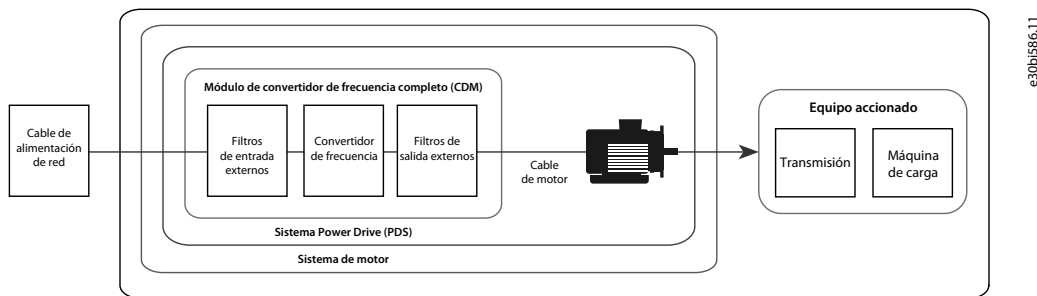 e30bi586.11
Módulo de convertidor de frecuencia completo (CDM)
Cable de
alimentación
de red
Filtros
de entrada
externos
Convertidor
de frecuencia
Filtros de
salida externos
Cable
de motor
Equipo accionado
Transmisión
Máquina
de carga
Sistema Power Drive (PDS)
Sistema de motor